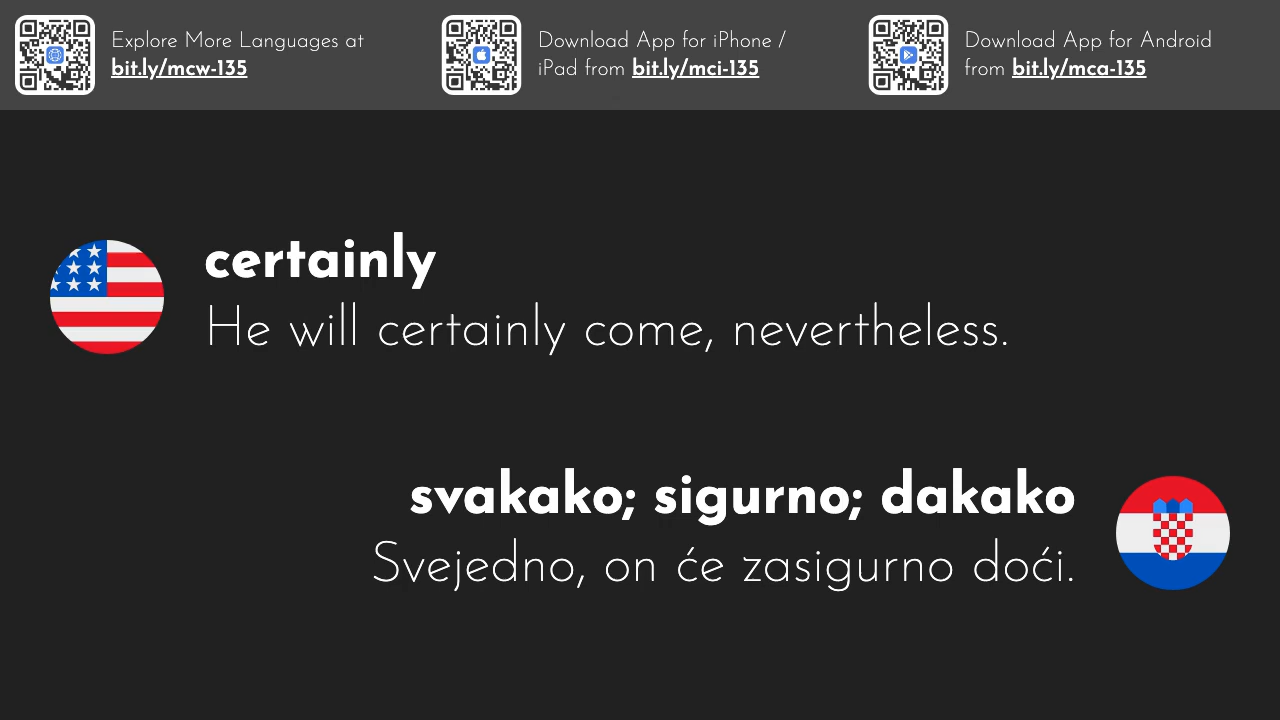 Explore More Languages at
bit.ly/mcw-135
Download App for iPhone /
iPad from bit.ly/mci-135
Download App for Android
from bit.ly/mca-135
certainly
He will certainly come, nevertheless.
svakako; sigurno; dakako
Svejedno, on će zasigurno doći.